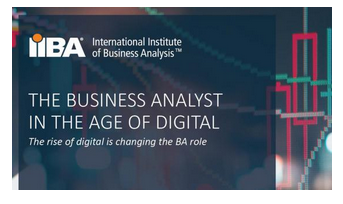 iiBA
International Institute
of Business Analysis™
THE BUSINESS ANALYST
IN THE AGE OF DIGITAL
The rise of digital is changing the BA role